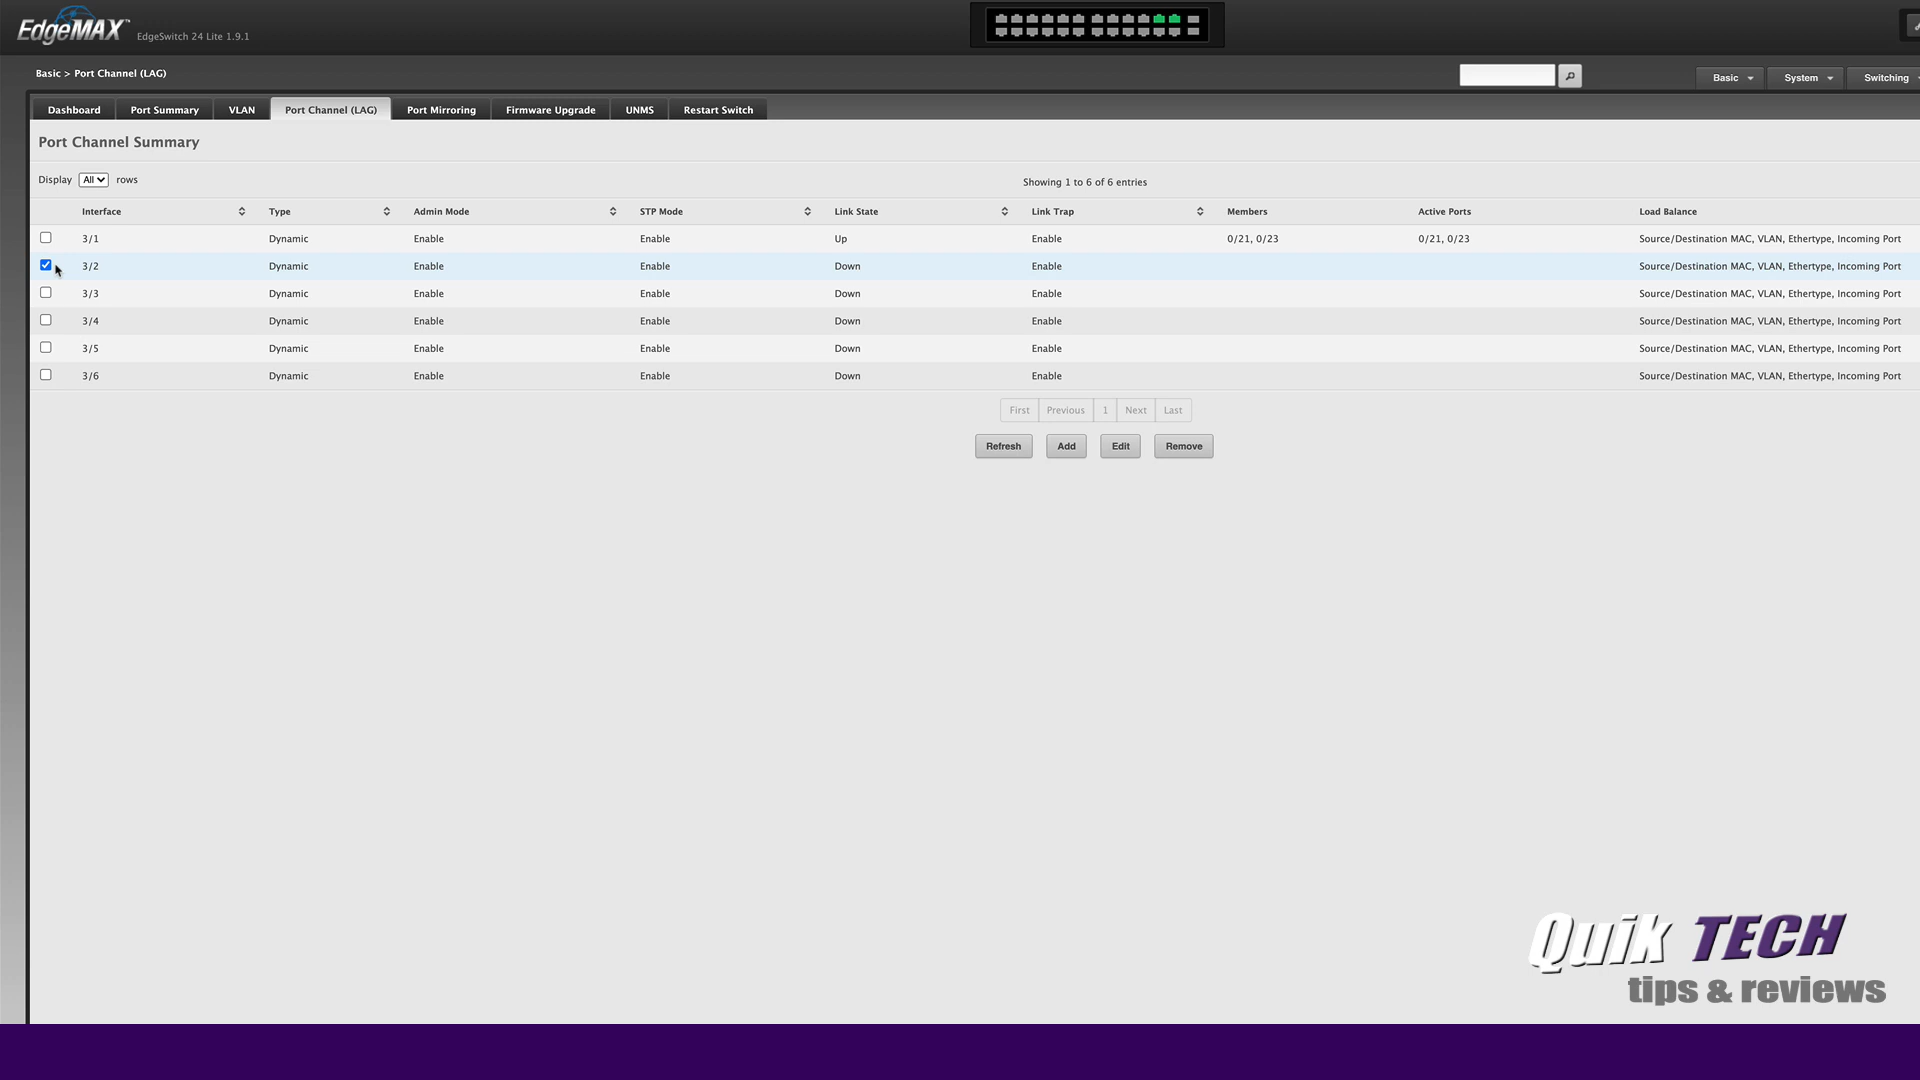 EdgeMAX™ EdgeSwitch 24 Lite 1.9.1
Basic > Port Channel (LAG)
Basic System Switching
Dashboard Port Summary VLAN Port Channel (LAG) Port Mirroring Firmware Upgrade UNMS Restart Switch
Port Channel Summary
Display All rows Showing 1 to 6 of 6 entries
Interface Type Admin Mode STP Mode Link State Link Trap Members Active Ports Load Balance
3/1 Dynamic Enable Enable Up Enable 0/21, 0/23 0/21, 0/23 Source/Destination MAC, VLAN, Ethertype, Incoming Port
3/2 Dynamic Enable Enable Down Enable Source/Destination MAC, VLAN, Ethertype, Incoming Port
3/3 Dynamic Enable Enable Down Enable Source/Destination MAC, VLAN, Ethertype, Incoming Port
3/4 Dynamic Enable Enable Down Enable Source/Destination MAC, VLAN, Ethertype, Incoming Port
3/5 Dynamic Enable Enable Down Enable Source/Destination MAC, VLAN, Ethertype, Incoming Port
3/6 Dynamic Enable Enable Down Enable Source/Destination MAC, VLAN, Ethertype, Incoming Port
First Previous 1 Next Last
Refresh Add Edit Remove
Quik TECH
tips & reviews